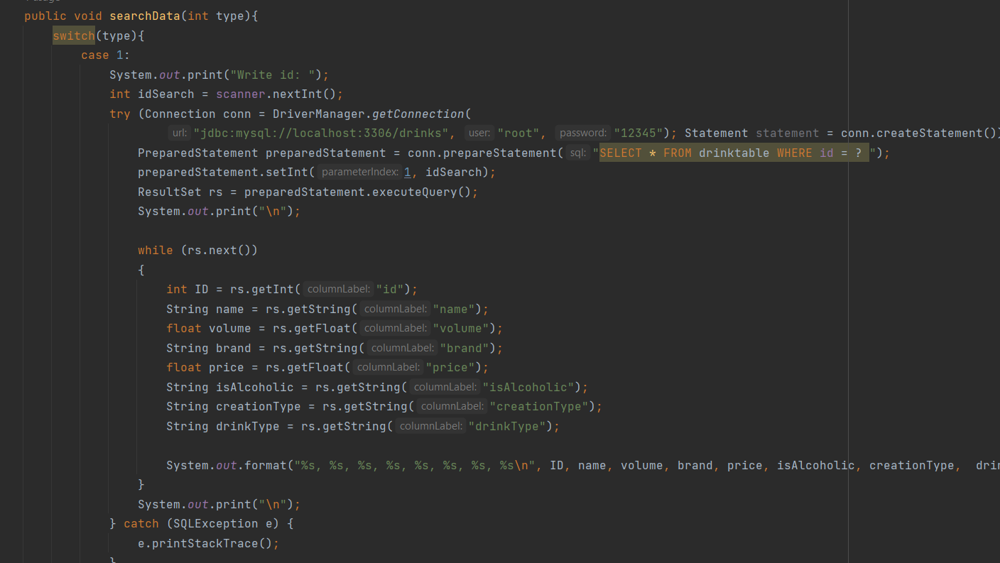 public void searchData(int type){
switch(type){
case 1:
System.out.print("Write id: ");
int idSearch = scanner.nextInt();
try (Connection conn = DriverManager.getConnection(
url: "jdbc:mysql://localhost:3306/drinks", user: "root", password: "12345"); Statement statement = conn.createStatement())
PreparedStatement preparedStatement = conn.prepareStatement( sql: "SELECT * FROM drinktable WHERE id = ? ");
preparedStatement.setInt( parameterIndex: 1, idSearch);
ResultSet rs = preparedStatement.executeQuery();
System.out.print("\n");
while (rs.next())
{
int ID = rs.getInt( columnLabel: "id");
String name = rs.getString( columnLabel: "name");
float volume = rs.getFloat( columnLabel: "volume");
String brand = rs.getString( columnLabel: "brand");
float price = rs.getFloat( columnLabel: "price");
String isAlcoholic = rs.getString( columnLabel: "isAlcoholic");
String creationType = rs.getString( columnLabel: "creationType");
String drinkType = rs.getString( columnLabel: "drinkType");
System.out.format("%s, %s, %s, %s, %s, %s, %s, %s\n", ID, name, volume, brand, price, isAlcoholic, creationType,
}
System.out.print("\n");
} catch (SQLException e) {
e.printStackTrace();
}